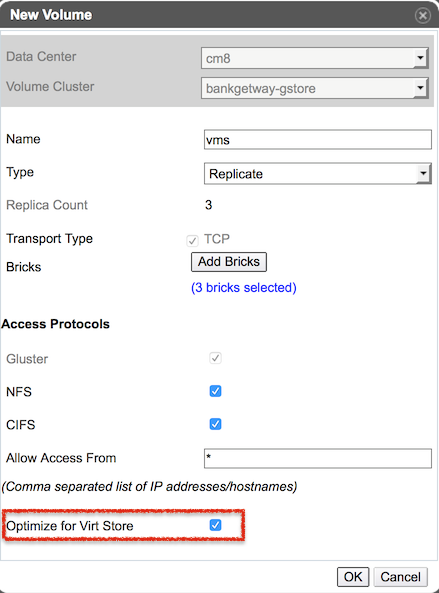 New Volume
Data Center cm8
Volume Cluster bankgetway-gstore
Name vms
Type Replicate
Replica Count 3
Transport Type TCP
Bricks Add Bricks
(3 bricks selected)
Access Protocols
Gluster
NFS
CIFS
Allow Access From *
(Comma separated list of IP addresses/hostnames)
Optimize for Virt Store
OK Cancel